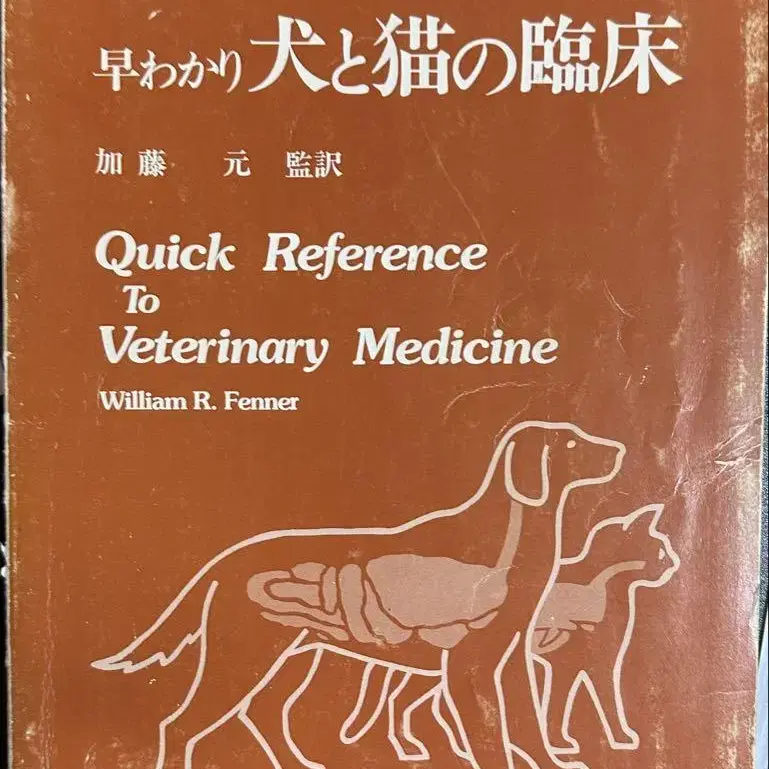 早わかり 犬と猫の臨床
加藤 元 監訳
Quick Reference
To
Veterinary Medicine
William R. Fenner